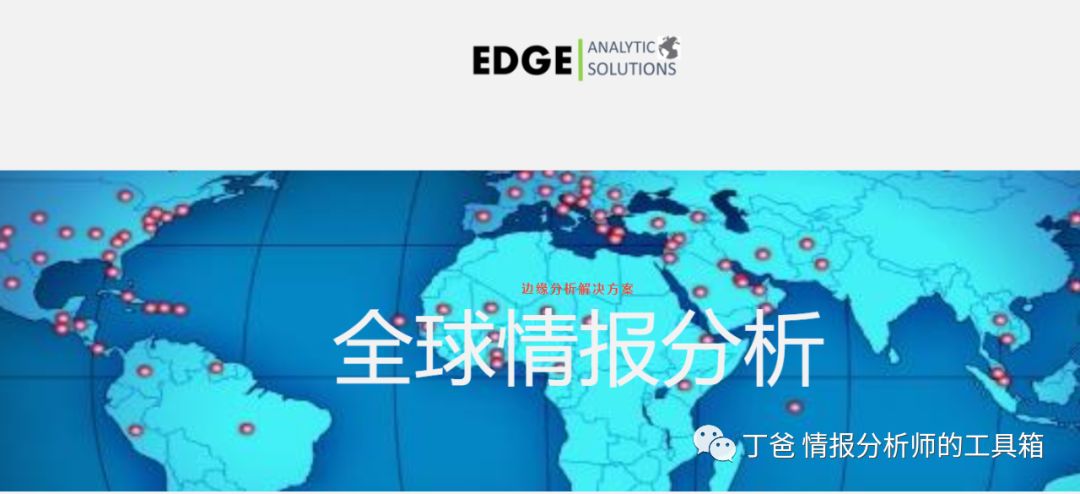 EDGE
ANALYTIC
SOLUTIONS
边缘分析解决方案
全球情报分析
丁爸 情报分析师的工具箱